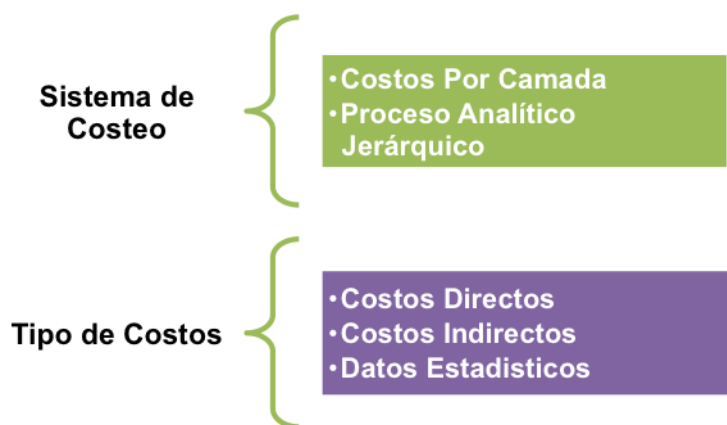 Sistema de
Costeo
•Costos Por Camada
•Proceso Analítico
Jerárquico
Tipo de Costos
•Costos Directos
•Costos Indirectos
•Datos Estadisticos